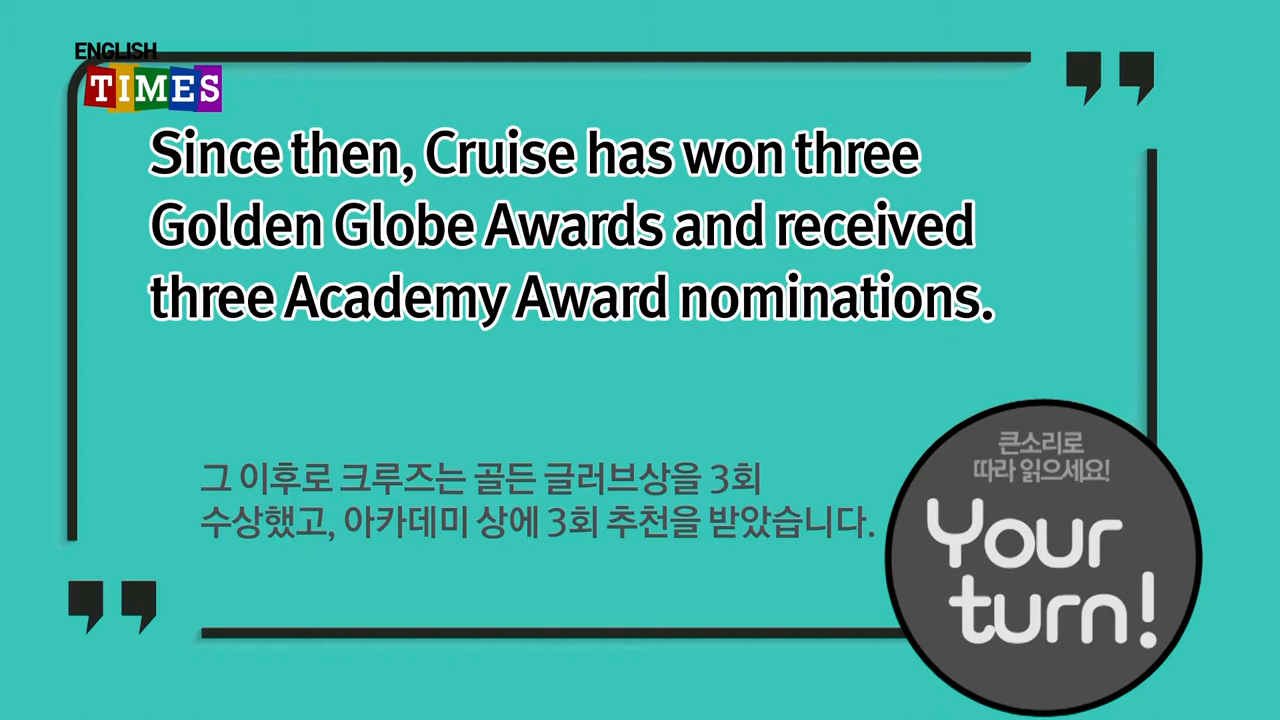 ENGLISH
TIMES
Since then, Cruise has won three
Golden Globe Awards and received
three Academy Award nominations.
그 이후로 크루즈는 골든 글러브상을 3회
수상했고, 아카데미 상에 3회 추천을 받았습니다.
큰소리로
따라 읽으세요!
Your
turn!